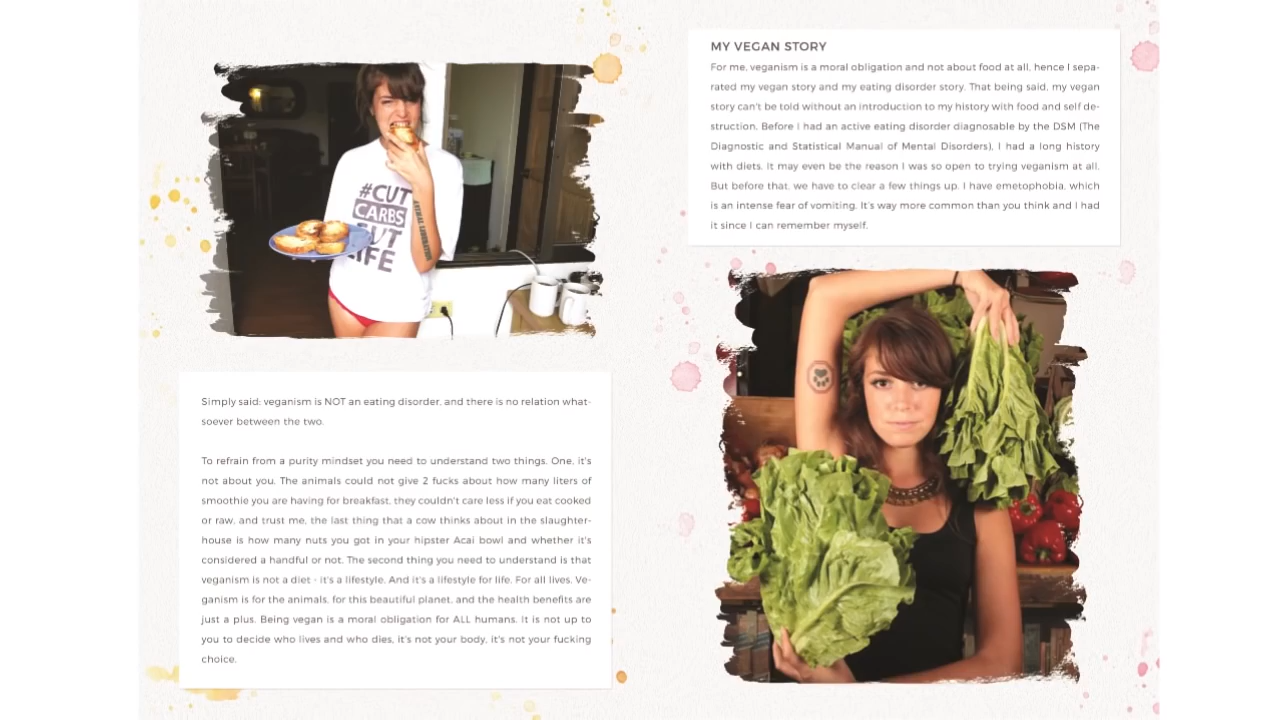 #CUT
CARBS
CUT
LIFE
ANIMAL LIBERATION
Simply said: veganism is NOT an eating disorder, and there is no relation what-
soever between the two.
To refrain from a purity mindset you need to understand two things. One, it's
not about you. The animals could not give 2 fucks about how many liters of
smoothie you are having for breakfast, they couldn't care less if you eat cooked
or raw, and trust me, the last thing that a cow thinks about in the slaughter-
house is how many nuts you got in your hipster Acai bowl and whether it's
considered a handful or not. The second thing you need to understand is that
veganism is not a diet - it's a lifestyle. And it's a lifestyle for life. For all lives. Ve-
ganism is for the animals, for this beautiful planet, and the health benefits are
just a plus. Being vegan is a moral obligation for ALL humans. It is not up to
you to decide who lives and who dies, it's not your body, it's not your fucking
choice.
MY VEGAN STORY
For me, veganism is a moral obligation and not about food at all, hence I sepa-
rated my vegan story and my eating disorder story. That being said, my vegan
story can't be told without an introduction to my history with food and self de-
struction. Before I had an active eating disorder diagnosable by the DSM (The
Diagnostic and Statistical Manual of Mental Disorders), I had a long history
with diets. It may even be the reason I was so open to trying veganism at all.
But before that, we have to clear a few things up. I have emetophobia, which
is an intense fear of vomiting. It's way more common than you think and I had
it since I can remember myself.